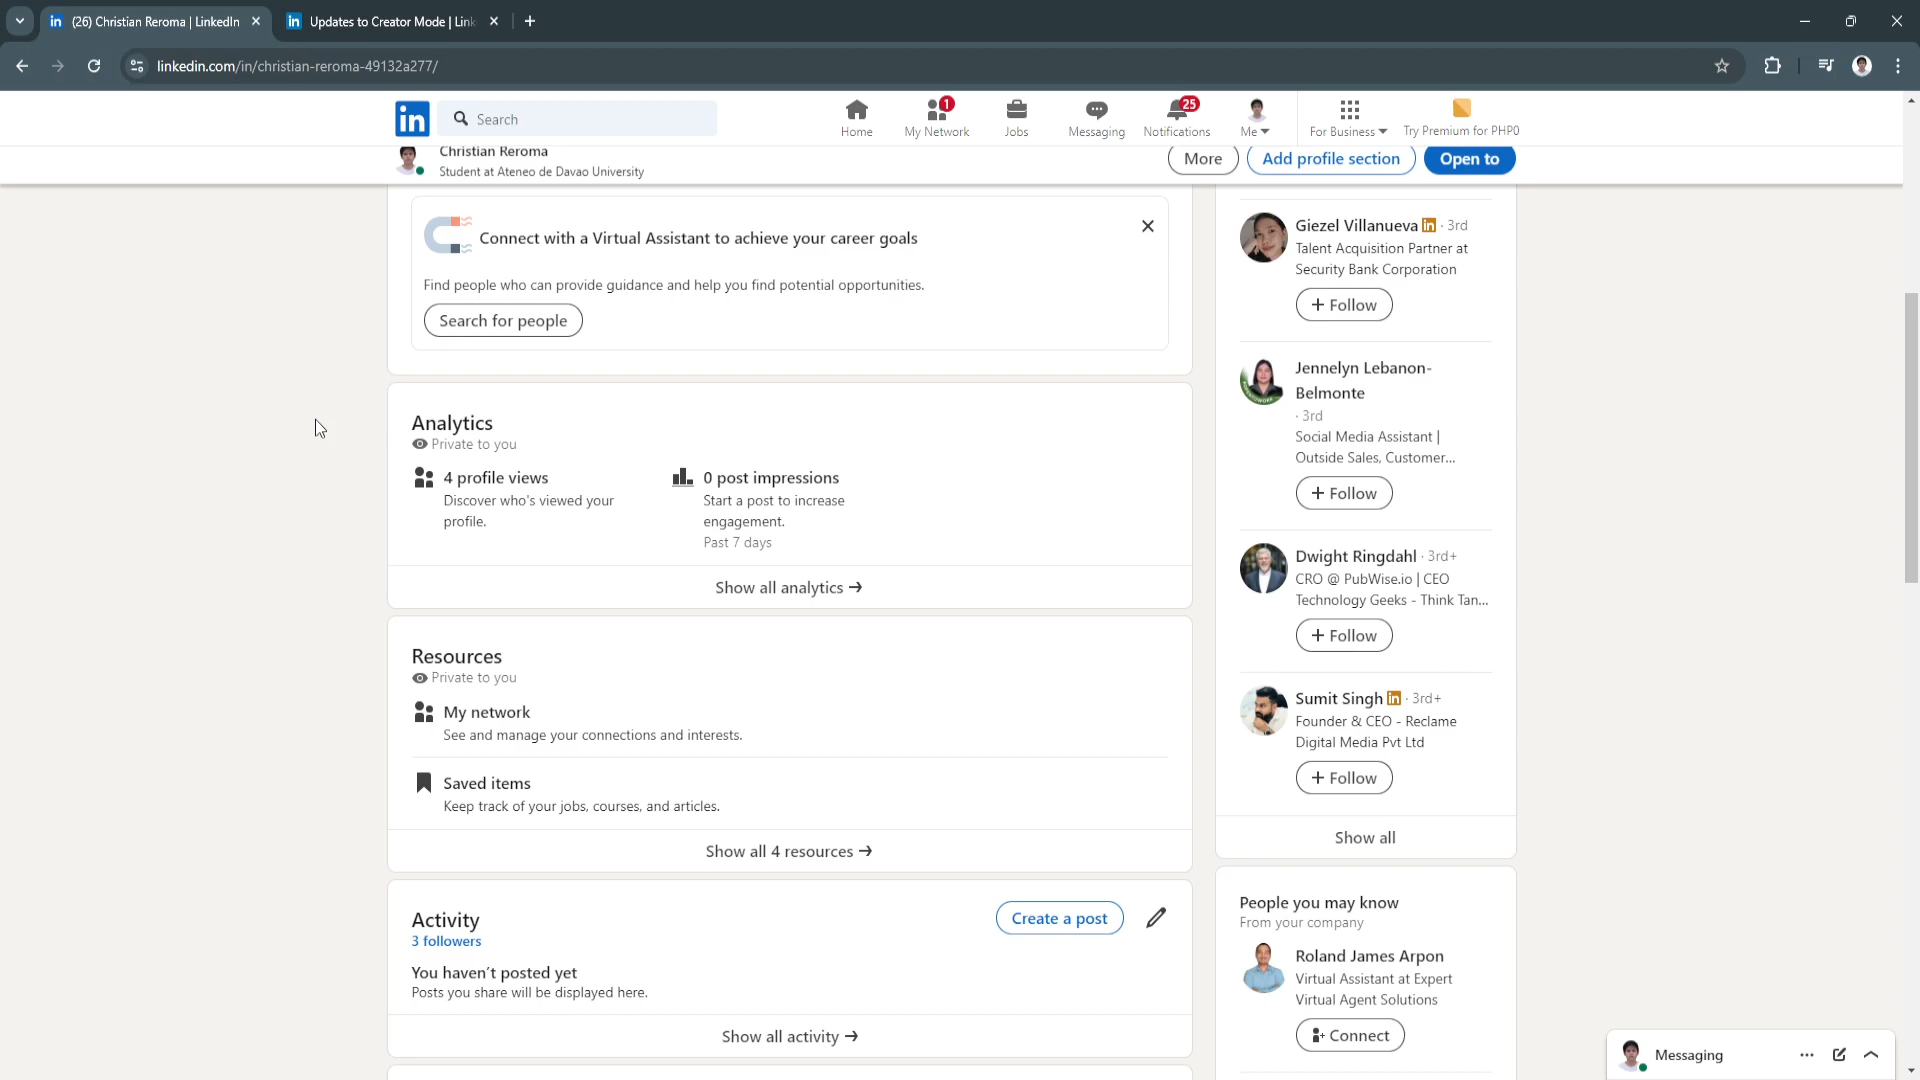 (26) Christian Reroma | LinkedIn
Updates to Creator Mode | Link
linkedin.com/in/christian-reroma-49132a277/
in
Search
Home
1
My Network
Jobs
Messaging
25
Notifications
Me
For Business
Try Premium for PHP0
Christian Reroma
Student at Ateneo de Davao University
More
Add profile section
Open to
Connect with a Virtual Assistant to achieve your career goals
Find people who can provide guidance and help you find potential opportunities.
Search for people
Analytics
Private to you
4 profile views
Discover who's viewed your
profile.
0 post impressions
Start a post to increase
engagement.
Past 7 days
Show all analytics →
Resources
Private to you
My network
See and manage your connections and interests.
Saved items
Keep track of your jobs, courses, and articles.
Show all 4 resources →
Activity
3 followers
Create a post
You haven't posted yet
Posts you share will be displayed here.
Show all activity →
Giezel Villanueva in · 3rd
Talent Acquisition Partner at
Security Bank Corporation
+ Follow
Jennelyn Lebanon-
Belmonte
· 3rd
Social Media Assistant |
Outside Sales, Customer...
+ Follow
Dwight Ringdahl · 3rd+
CRO @ PubWise.io | CEO
Technology Geeks - Think Tan...
+ Follow
Sumit Singh in · 3rd+
Founder & CEO - Reclame
Digital Media Pvt Ltd
+ Follow
Show all
People you may know
From your company
Roland James Arpon
Virtual Assistant at Expert
Virtual Agent Solutions
Connect
Messaging